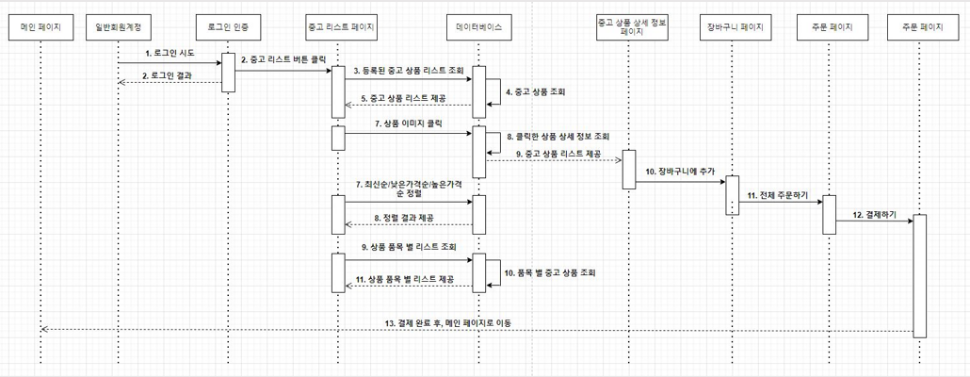 메인 페이지
일반회원계정
로그인 인증
중고 리스트 페이지
데이터베이스
중고 상품 상세 정보
페이지
장바구니 페이지
주문 페이지
주문 페이지
1. 로그인 시도
2. 중고 리스트 버튼 클릭
2. 로그인 결과
3. 등록된 중고 상품 리스트 조회
4. 중고 상품 조회
5. 중고 상품 리스트 제공
7. 상품 이미지 클릭
8. 클릭한 상품 상세 정보 조회
9. 중고 상품 리스트 제공
10. 장바구니에 추가
7. 최신순/낮은가격순/높은가격
순 정렬
11. 전체 주문하기
8. 정렬 결과 제공
12. 결제하기
9. 상품 품목 별 리스트 조회
10. 품목 별 중고 상품 조회
11. 상품 품목 별 리스트 제공
13. 결제 완료 후, 메인 페이지로 이동